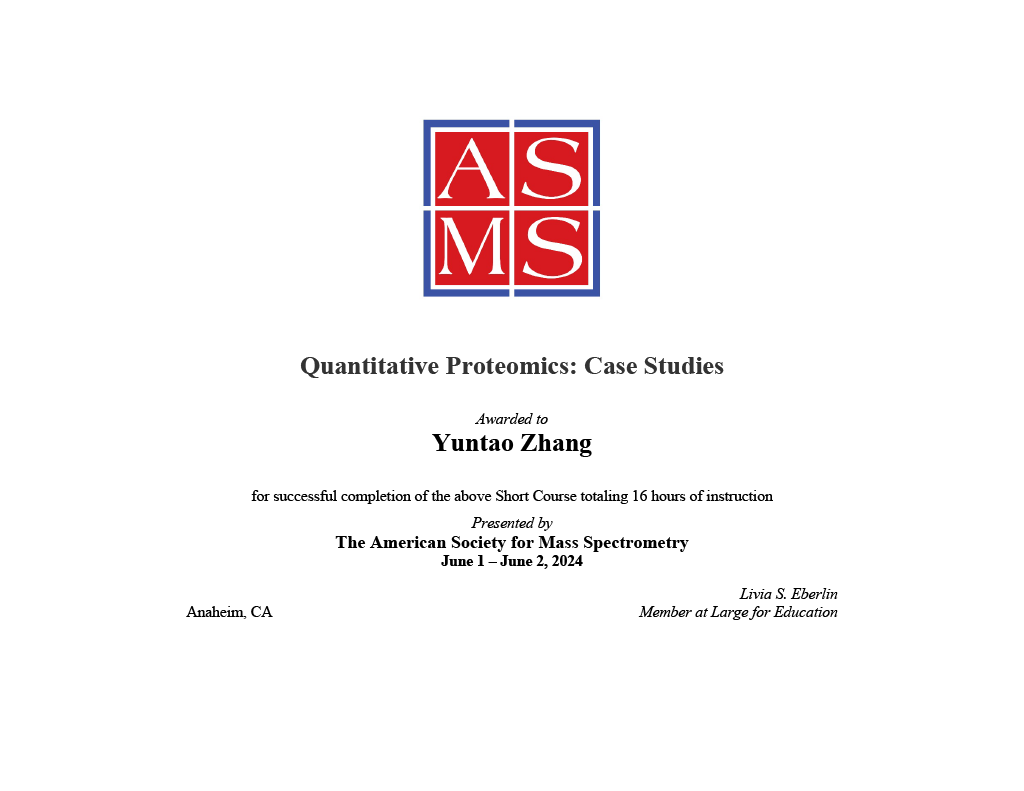 A S
M S
Quantitative Proteomics: Case Studies
Awarded to
Yuntao Zhang
for successful completion of the above Short Course totaling 16 hours of instruction
Presented by
The American Society for Mass Spectrometry
June 1 – June 2, 2024
Livia S. Eberlin
Anaheim, CA Member at Large for Education